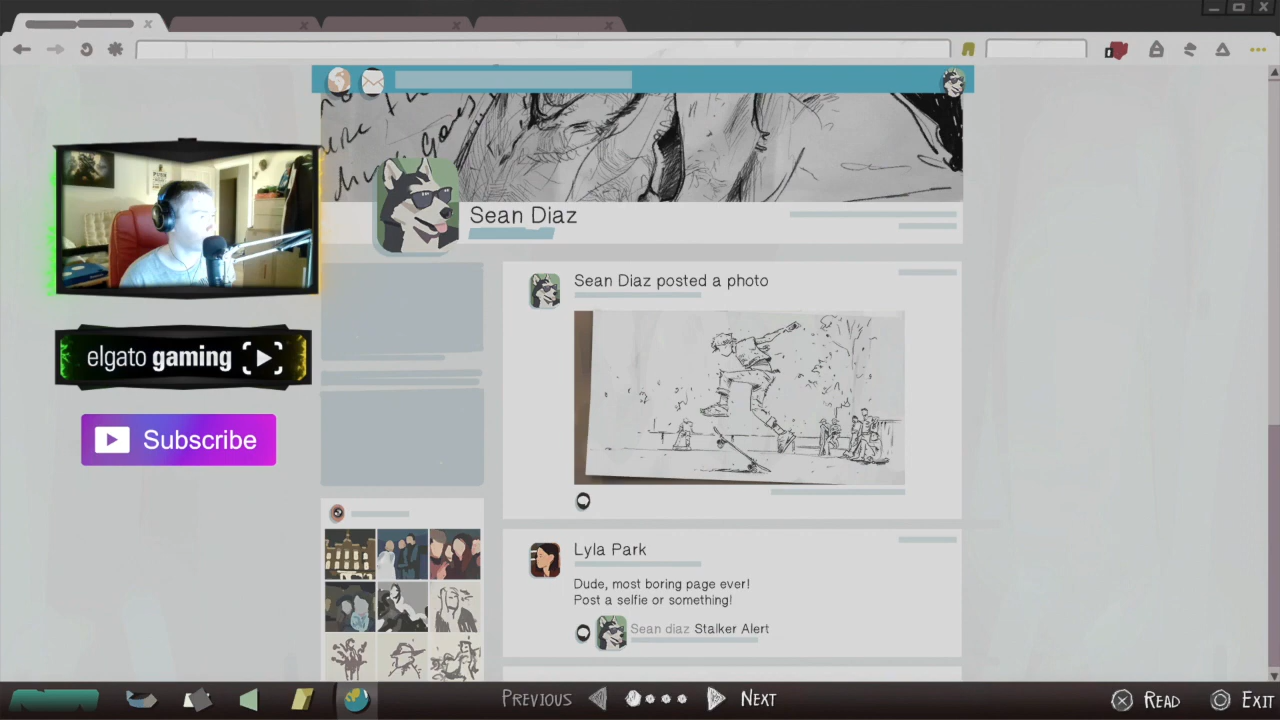 Sean Diaz
Sean Diaz posted a photo
elgato gaming
Subscribe
Lyla Park
Dude, most boring page ever!
Post a selfie or something!
Sean diaz Stalker Alert
PREVIOUS
NEXT
READ
EXIT